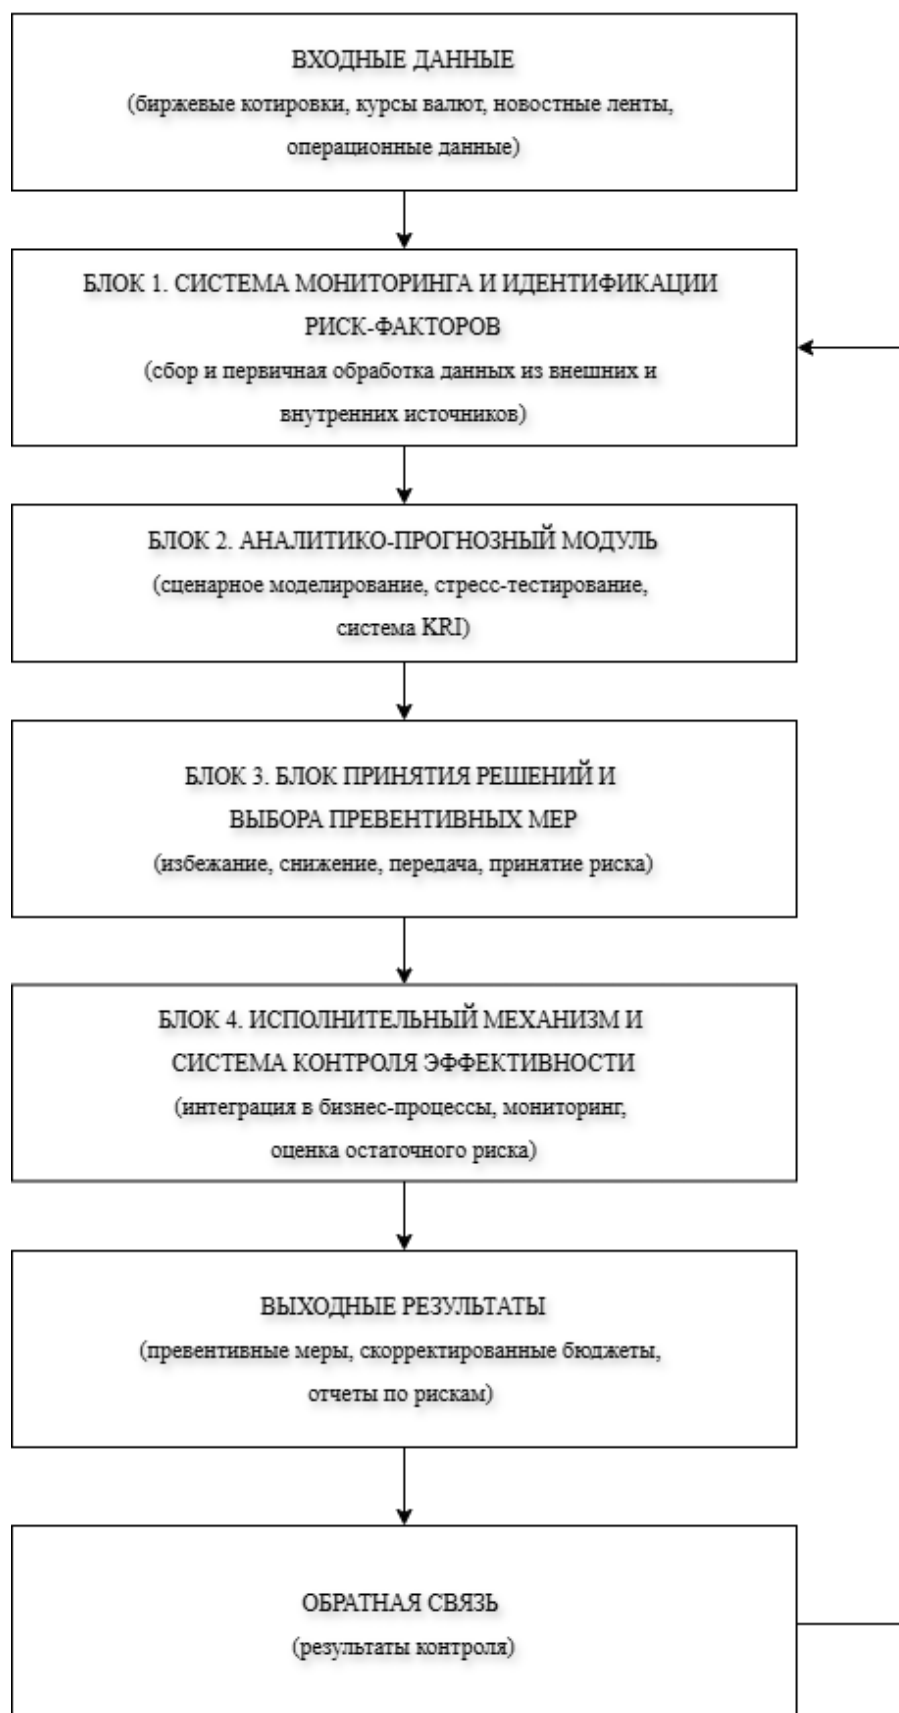 ВХОДНЫЕ ДАННЫЕ
(биржевые котировки, курсы валют, новостные ленты,
операционные данные)
БЛОК 1. СИСТЕМА МОНИТОРИНГА И ИДЕНТИФИКАЦИИ
РИСК-ФАКТОРОВ
(сбор и первичная обработка данных из внешних и
внутренних источников)
БЛОК 2. АНАЛИТИКО-ПРОГНОЗНЫЙ МОДУЛЬ
(сценарное моделирование, стресс-тестирование,
система KRI)
БЛОК 3. БЛОК ПРИНЯТИЯ РЕШЕНИЙ И
ВЫБОРА ПРЕВЕНТИВНЫХ МЕР
(избежание, снижение, передача, принятие риска)
БЛОК 4. ИСПОЛНИТЕЛЬНЫЙ МЕХАНИЗМ И
СИСТЕМА КОНТРОЛЯ ЭФФЕКТИВНОСТИ
(интеграция в бизнес-процессы, мониторинг,
оценка остаточного риска)
ВЫХОДНЫЕ РЕЗУЛЬТАТЫ
(превентивные меры, скорректированные бюджеты,
отчеты по рискам)
ОБРАТНАЯ СВЯЗЬ
(результаты контроля)